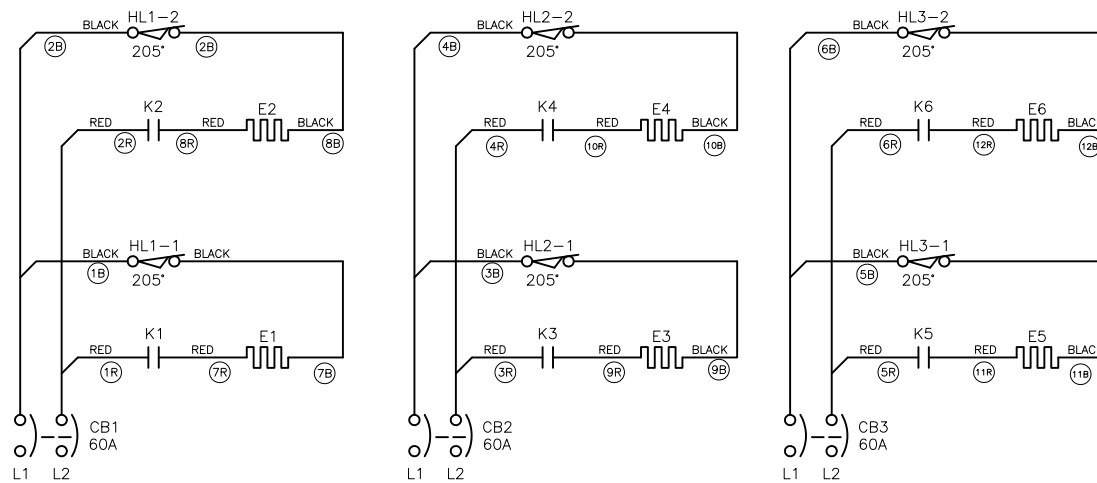 BLACK HL1-2 HL2-2 HL3-2
BLACK BLACK
2B 205° 2B 4B 205° 6B 205°
K2 E2 K4 E4 K6 E6
RED RED BLACK RED RED BLACK RED RED BLAC
2R 8R 8B 4R 10R 10B 6R 12R 12B
HL1-1 HL2-1 HL3-1
BLACK BLACK BLACK BLACK
1B 205° 3B 205° 5B 205°
K1 E1 K3 E3 K5 E5
RED RED RED RED BLACK RED RED BLAC
1R 7R 7B 3R 9R 9B 5R 11R 11B
CB1 CB2 CB3
60A 60A 60A
L1 L2 L1 L2 L1 L2